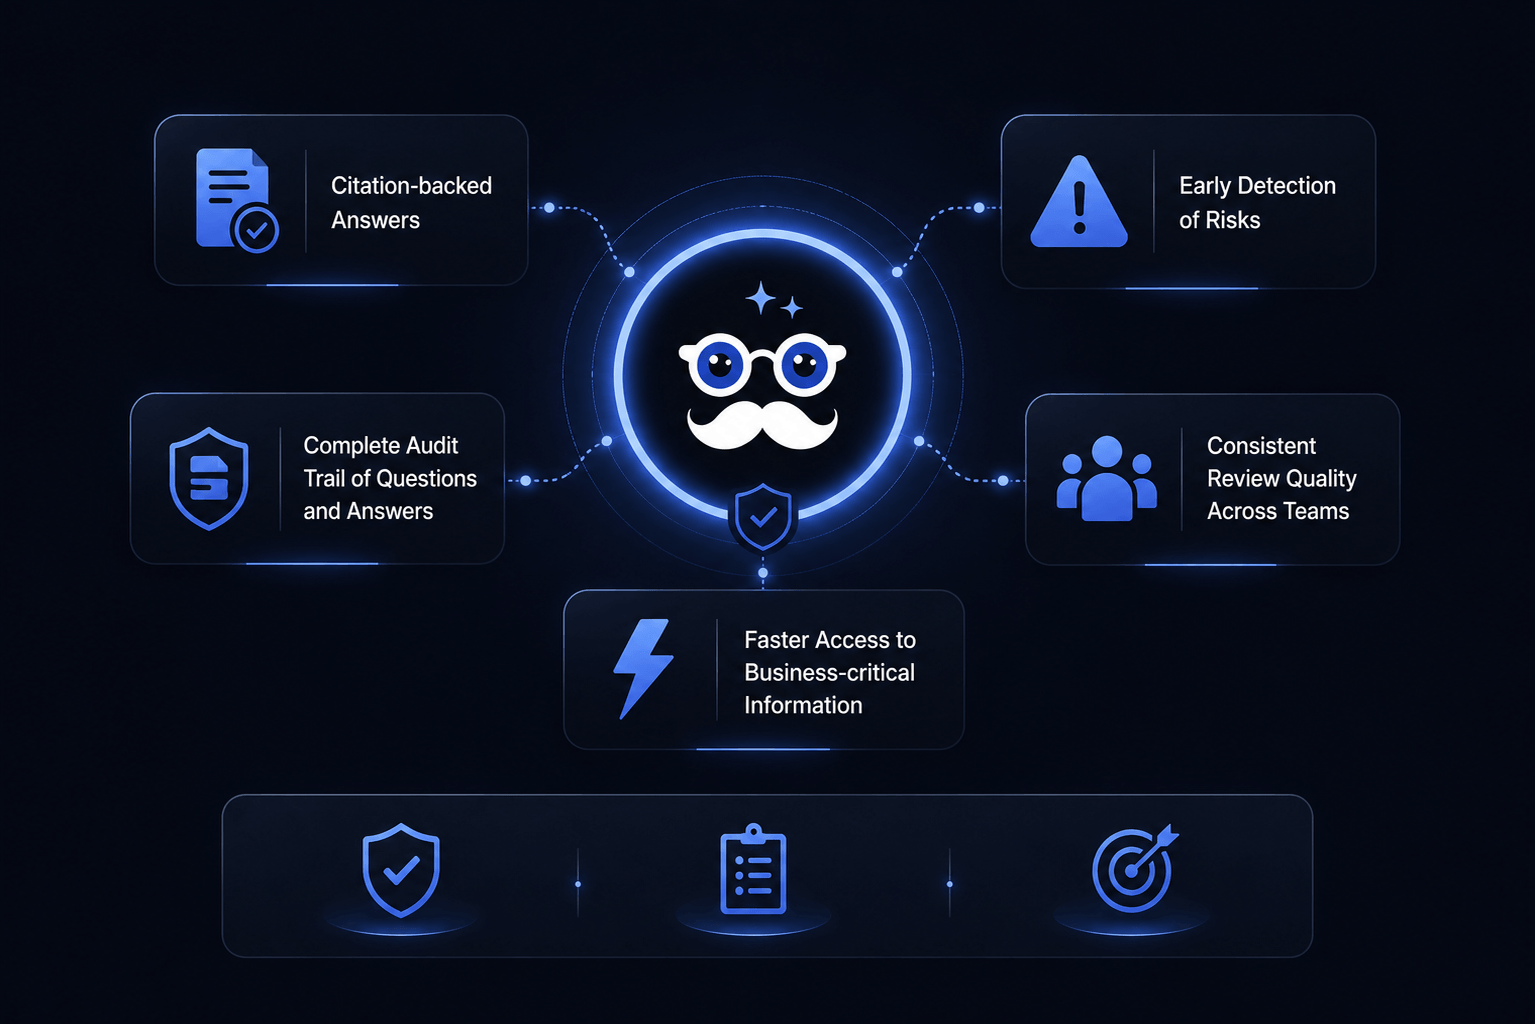 Citation-backed
Answers
Early Detection
of Risks
Complete Audit
Trail of Questions
and Answers
Consistent
Review Quality
Across Teams
Faster Access to
Business-critical
Information